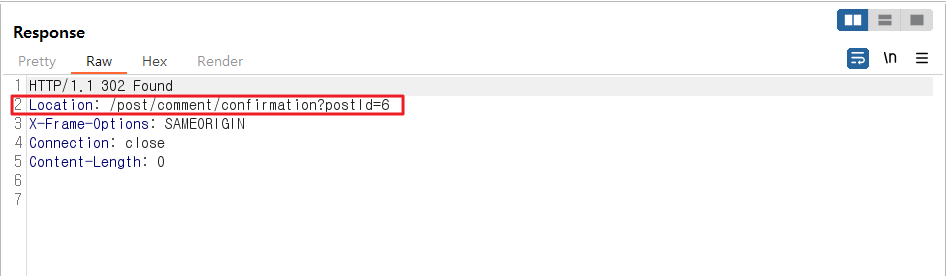 Response
Pretty Raw Hex Render \n
1 HTTP/1.1 302 Found
2 Location: /post/comment/confirmation?postId=6
3 X-Frame-Options: SAMEORIGIN
4 Connection: close
5 Content-Length: 0
6
7